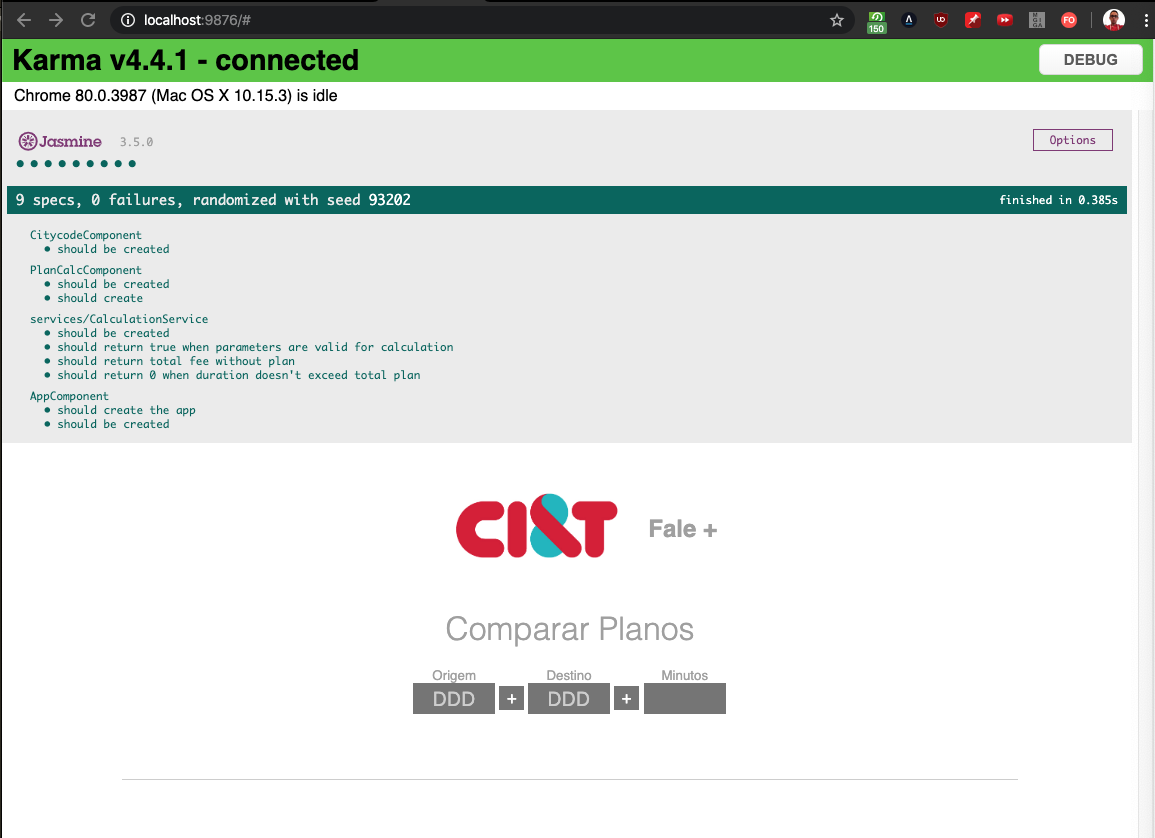 localhost:9876/#
150
UD
M
GI
GA
FO
Karma v4.4.1 - connected
DEBUG
Chrome 80.0.3987 (Mac OS X 10.15.3) is idle
Jasmine 3.5.0
Options
9 specs, 0 failures, randomized with seed 93202
finished in 0.385s
CitycodeComponent
• should be created
PlanCalcComponent
• should be created
• should create
services/CalculationService
• should be created
• should return true when parameters are valid for calculation
• should return total fee without plan
• should return 0 when duration doesn't exceed total plan
AppComponent
• should create the app
• should be created
CI&T
Fale +
Comparar Planos
Origem Destino Minutos
DDD + DDD +